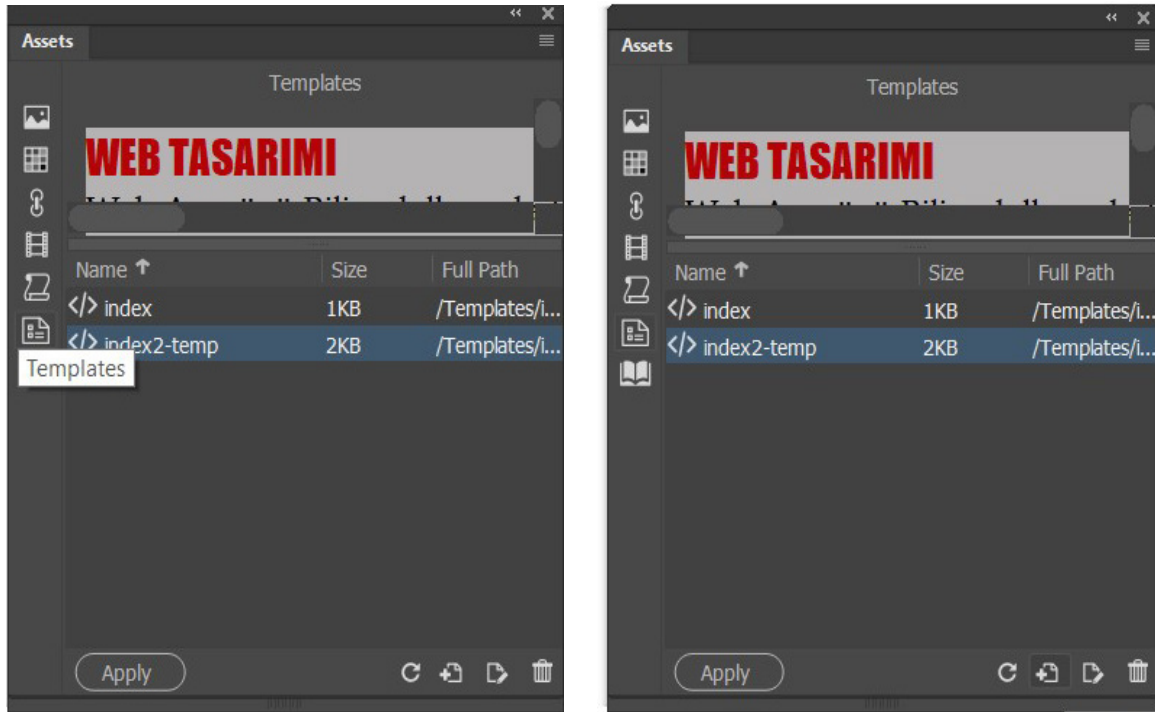 Assets
Templates
WEB TASARIMI
Name Size Full Path
index 1KB /Templates/i...
index2-temp 2KB /Templates/i...
Templates
Apply
Assets
Templates
WEB TASARIMI
Name Size Full Path
index 1KB /Templates/i...
index2-temp 2KB /Templates/i...
Apply